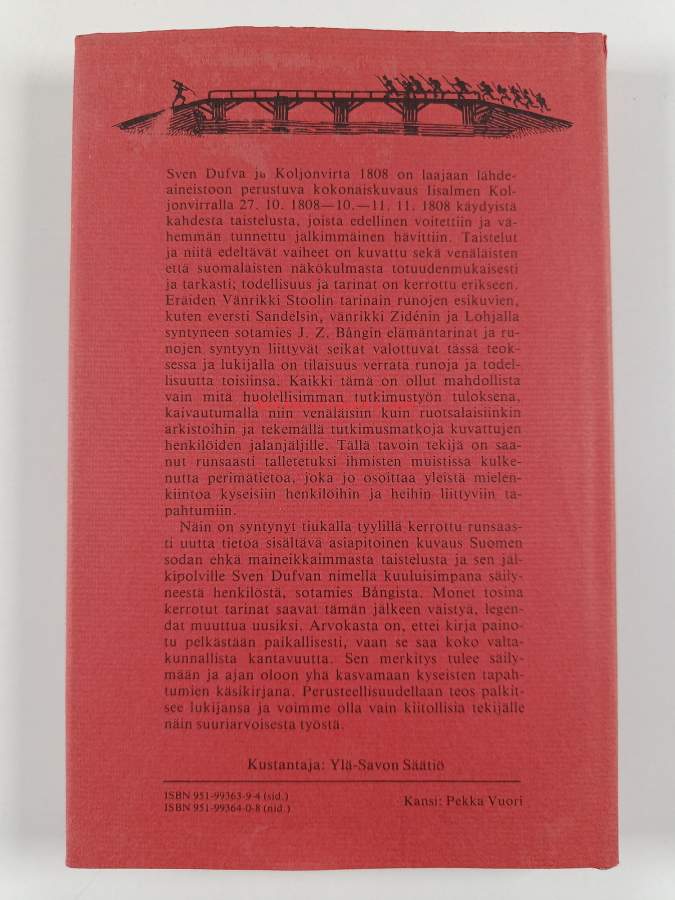 Sven Dufva ja Koljonvirta 1808 on laajaan lähde-
aineistoon perustuva kokonaiskuvaus Iisalmen Kol-
jonvirralla 27. 10. 1808—10.—11. 11. 1808 käydyistä
kahdesta taistelusta, joista edellinen voitettiin ja vä-
hemmän tunnettu jälkimmäinen hävittiin. Taistelut
ja niitä edeltävät vaiheet on kuvattu sekä venäläisten
että suomalaisten näkökulmasta totuudenmukaisesti
ja tarkasti; todellisuus ja tarinat on kerrottu erikseen.
Eräiden Vänrikki Stoolin tarinain runojen esikuvien,
kuten eversti Sandelsin, vänrikki Zidénin ja Lohjalla
syntyneen sotamies J. Z. Bångin elämäntarinat ja ru-
nojen syntyyn liittyvät seikat valottuvat tässä teok-
sessa ja lukijalla on tilaisuus verrata runoja ja todel-
lisuutta toisiinsa. Kaikki tämä on ollut mahdollista
vain mitä huolellisimman tutkimustyön tuloksena,
kaivautumalla niin venäläisiin kuin ruotsalaisiinkin
arkistoihin ja tekemällä tutkimusmatkoja kuvattujen
henkilöiden jalanjäljille. Tällä tavoin tekijä on saa-
nut runsaasti talletetuksi ihmisten muistissa kulke-
nutta perimätietoa, joka jo osoittaa yleistä mielen-
kiintoa kyseisiin henkilöihin ja heihin liittyviin ta-
pahtumiin.
Näin on syntynyt tiukalla tyylillä kerrottu runsaas-
ti uutta tietoa sisältävä asiapitoinen kuvaus Suomen
sodan ehkä maineikkaimmasta taistelusta ja sen jäl-
kipolville Sven Dufvan nimellä kuuluisimpana säily-
neestä henkilöstä, sotamies Bångista. Monet tosina
kerrotut tarinat saavat tämän jälkeen väistyä, legen-
dat muuttua uusiksi. Arvokasta on, ettei kirja paino-
tu pelkästään paikallisesti, vaan se saa koko valta-
kunnallista kantavuutta. Sen merkitys tulee säily-
mään ja ajan oloon yhä kasvamaan kyseisten tapah-
tumien käsikirjana. Perusteellisuudellaan teos palkit-
see lukijansa ja voimme olla vain kiitollisia tekijälle
näin suuriarvoisesta työstä.
Kustantaja: Ylä-Savon Säätiö
ISBN 951-99363-9-4 (sid.)
ISBN 951-99364-0-8 (nid.)
Kansi: Pekka Vuori